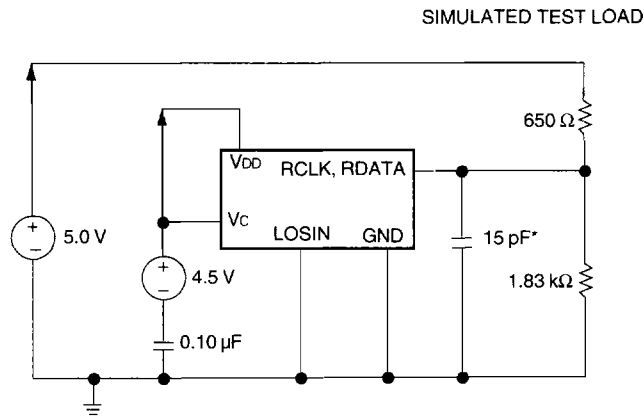 SIMULATED TEST LOAD
650 Ω
VDD
RCLK, RDATA
VC
LOSIN
GND
15 pF*
5.0 V
4.5 V
1.83 kΩ
0.10 μF